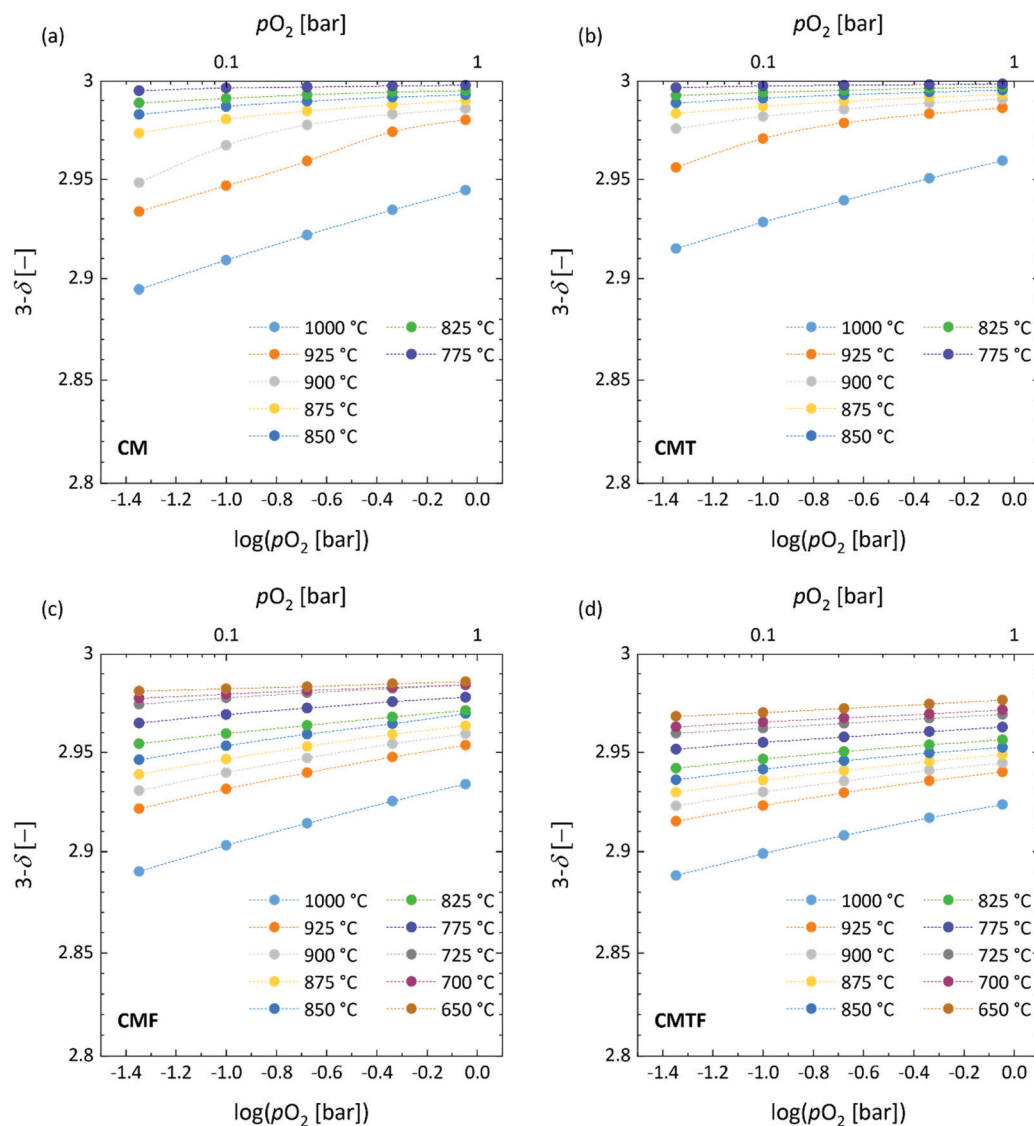 (a)
pO₂ [bar]
0.1 1
3
2.95
2.9
2.85
2.8
3-δ [–]
1000 °C 825 °C
925 °C 775 °C
900 °C
875 °C
850 °C
CM
-1.4 -1.2 -1.0 -0.8 -0.6 -0.4 -0.2 0.0
log(pO₂ [bar])
(b)
pO₂ [bar]
0.1 1
3
2.95
2.9
2.85
2.8
3-δ [–]
1000 °C 825 °C
925 °C 775 °C
900 °C
875 °C
850 °C
CMT
-1.4 -1.2 -1.0 -0.8 -0.6 -0.4 -0.2 0.0
log(pO₂ [bar])
(c)
pO₂ [bar]
0.1 1
3
2.95
2.9
2.85
2.8
3-δ [–]
1000 °C 825 °C
925 °C 775 °C
900 °C 725 °C
875 °C 700 °C
850 °C 650 °C
CMF
-1.4 -1.2 -1.0 -0.8 -0.6 -0.4 -0.2 0.0
log(pO₂ [bar])
(d)
pO₂ [bar]
0.1 1
3
2.95
2.9
2.85
2.8
3-δ [–]
1000 °C 825 °C
925 °C 775 °C
900 °C 725 °C
875 °C 700 °C
850 °C 650 °C
CMTF
-1.4 -1.2 -1.0 -0.8 -0.6 -0.4 -0.2 0.0
log(pO₂ [bar])